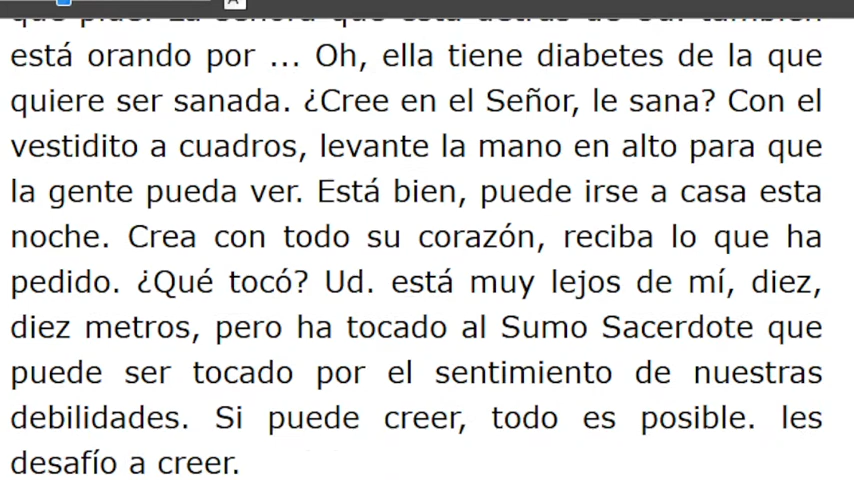 está orando por ... Oh, ella tiene diabetes de la que
quiere ser sanada. ¿Cree en el Señor, le sana? Con el
vestidito a cuadros, levante la mano en alto para que
la gente pueda ver. Está bien, puede irse a casa esta
noche. Crea con todo su corazón, reciba lo que ha
pedido. ¿Qué tocó? Ud. está muy lejos de mí, diez,
diez metros, pero ha tocado al Sumo Sacerdote que
puede ser tocado por el sentimiento de nuestras
debilidades. Si puede creer, todo es posible. les
desafío a creer.